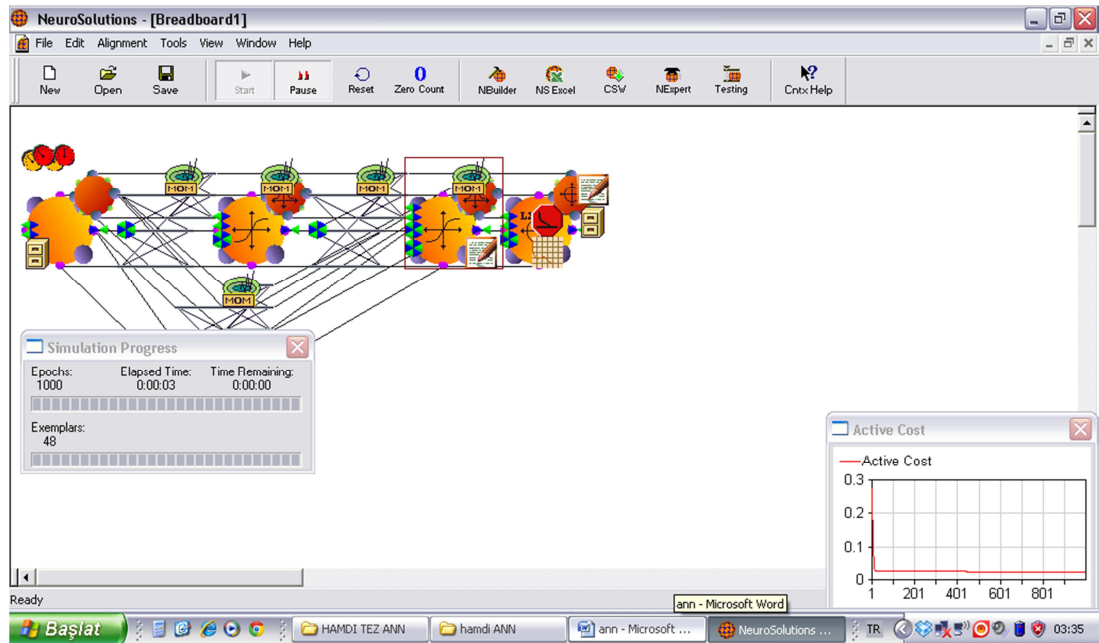 NeuroSolutions - [Breadboard1]
File Edit Alignment Tools View Window Help
New Open Save Start Pause Reset Zero Count NBuilder NS Excel CSW NExpert Testing Cntx Help
MOM MOM MOM MOM
MOM
Simulation Progress
Epochs: Elapsed Time: Time Remaining:
1000 0:00:03 0:00:00
Exemplars:
48
Active Cost
Active Cost
0.3
0.2
0.1
0
1 201 401 601 801
Ready
ann - Microsoft Word
Başlat HAMDI TEZ ANN hamdi ANN ann - Microsoft ... NeuroSolutions ... TR 03:35